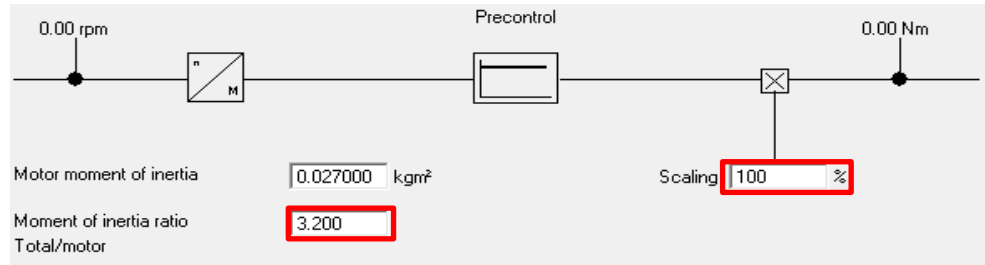 Precontrol
0.00 rpm
0.00 Nm
n
M
Motor moment of inertia 0.027000 kgm²
Scaling 100 %
Moment of inertia ratio 3.200
Total/motor